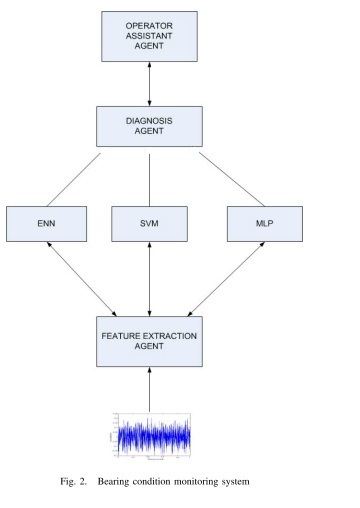 OPERATOR
ASSISTANT
AGENT
DIAGNOSIS
AGENT
ENN
SVM
MLP
FEATURE EXTRACTION
AGENT
Fig. 2. Bearing condition monitoring system